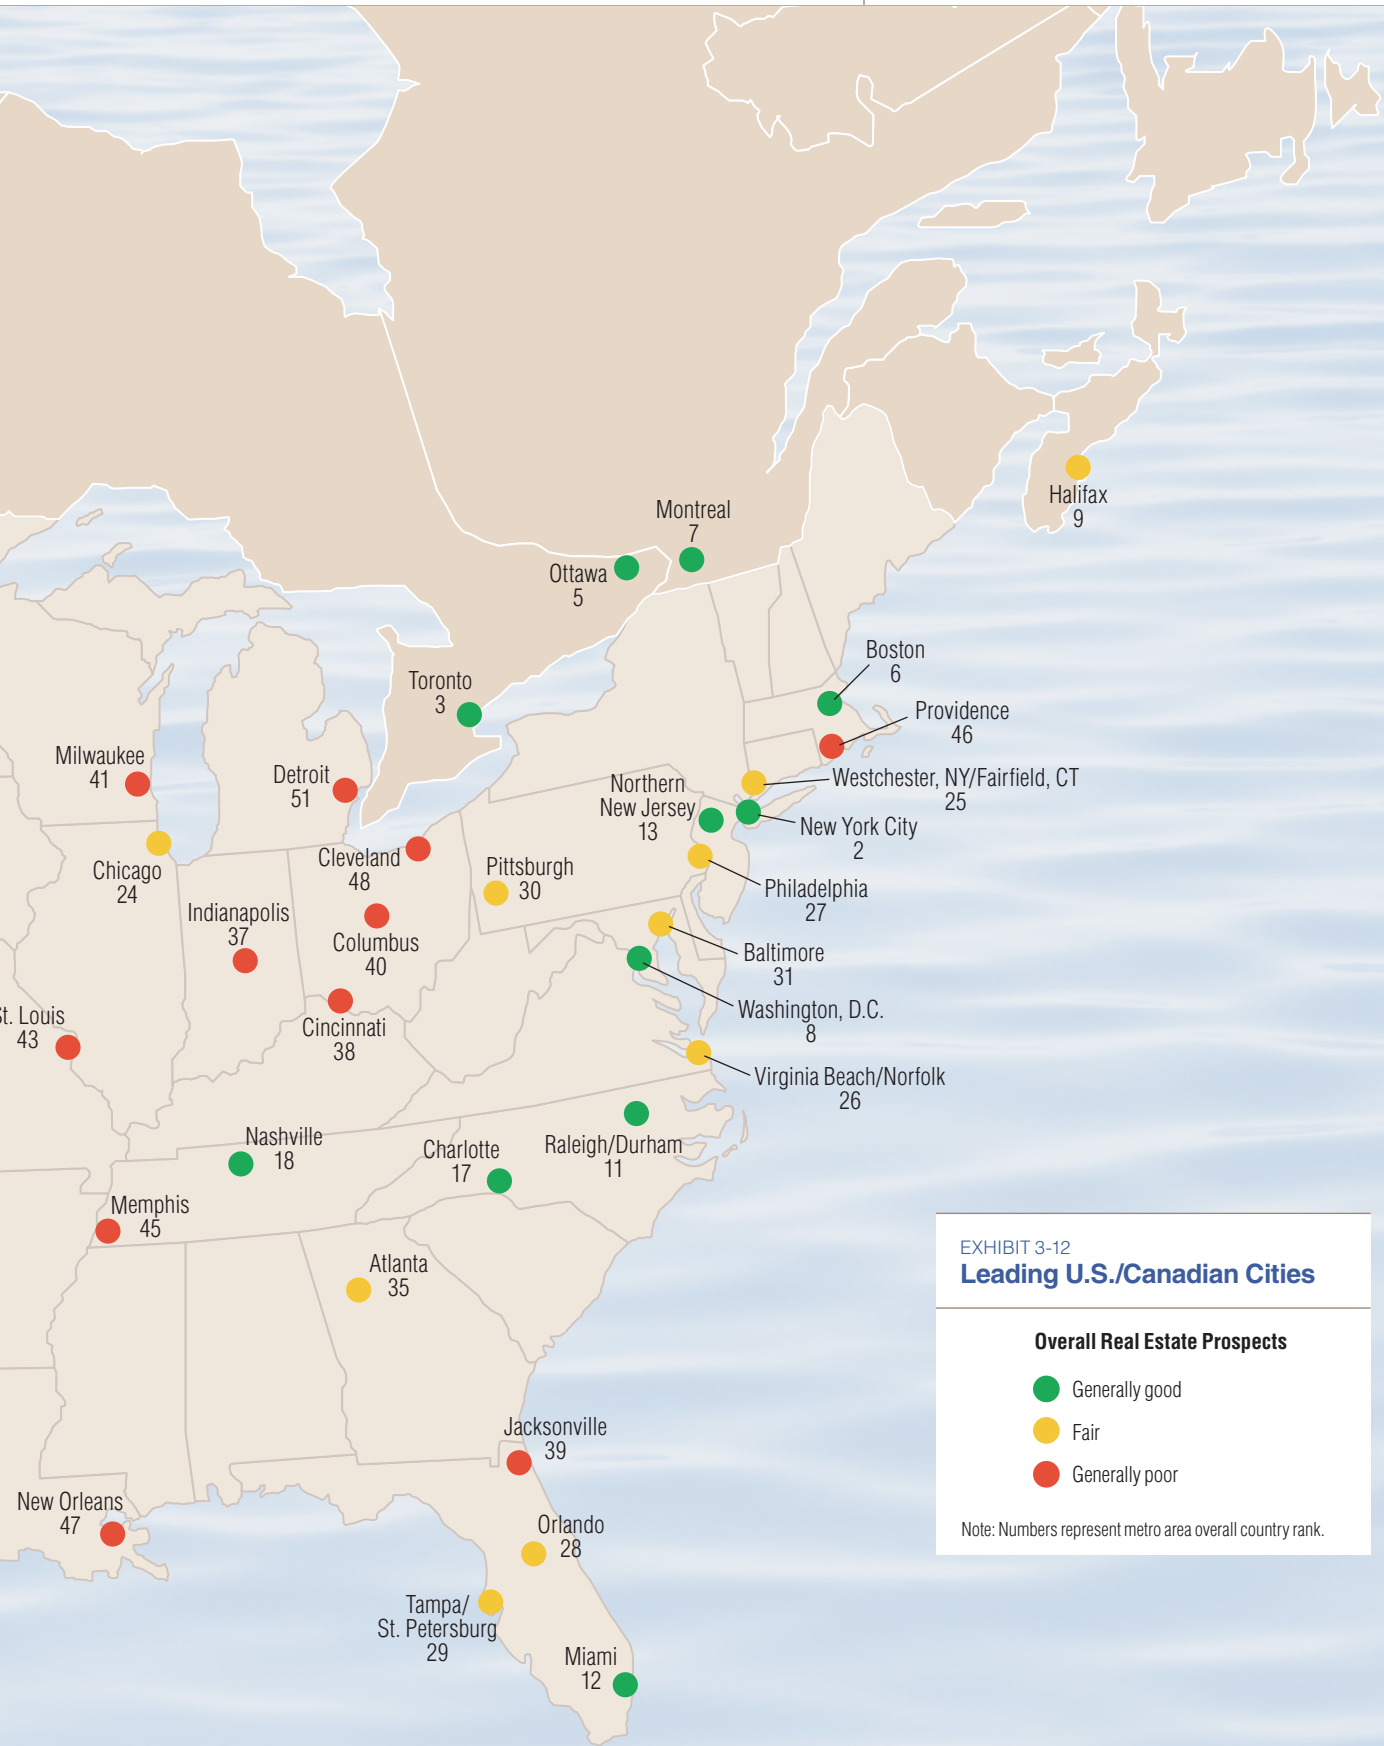 Montreal
7
Halifax
9
Ottawa
5
Boston
6
Toronto
3
Providence
46
Milwaukee
41
Detroit
51
Northern
New Jersey
13
Westchester, NY/Fairfield, CT
25
New York City
2
Chicago
24
Cleveland
48
Pittsburgh
30
Philadelphia
27
Indianapolis
37
Columbus
40
Baltimore
31
St. Louis
43
Cincinnati
38
Washington, D.C.
8
Virginia Beach/Norfolk
26
Nashville
18
Charlotte
17
Raleigh/Durham
11
Memphis
45
Atlanta
35
EXHIBIT 3-12
Leading U.S./Canadian Cities
Overall Real Estate Prospects
Generally good
Fair
Generally poor
Note: Numbers represent metro area overall country rank.
Jacksonville
39
New Orleans
47
Orlando
28
Tampa/
St. Petersburg
29
Miami
12